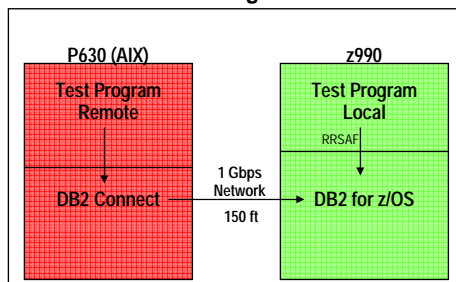 P630 (AIX)
Test Program
Remote
DB2 Connect
1 Gbps
Network
150 ft
z990
Test Program
Local
RRSAF
DB2 for z/OS